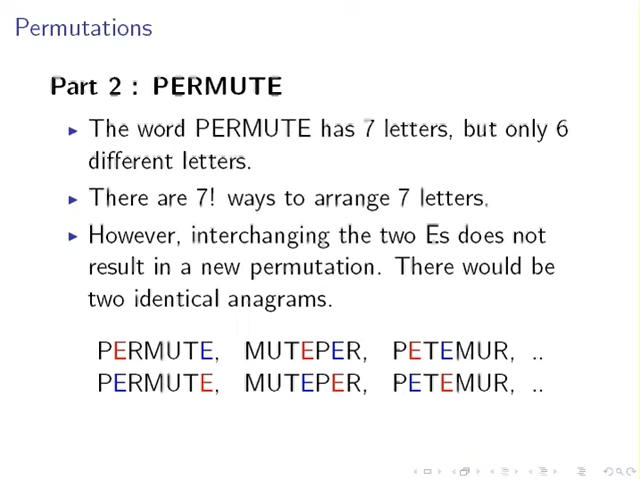 Permutations
Part 2 : PERMUTE
The word PERMUTE has 7 letters, but only 6
different letters.
There are 7! ways to arrange 7 letters.
However, interchanging the two Es does not
result in a new permutation. There would be
two identical anagrams.
PERMUTE, MUTEPER, PETEMUR, ..
PERMUTE, MUTEPER, PETEMUR, ..